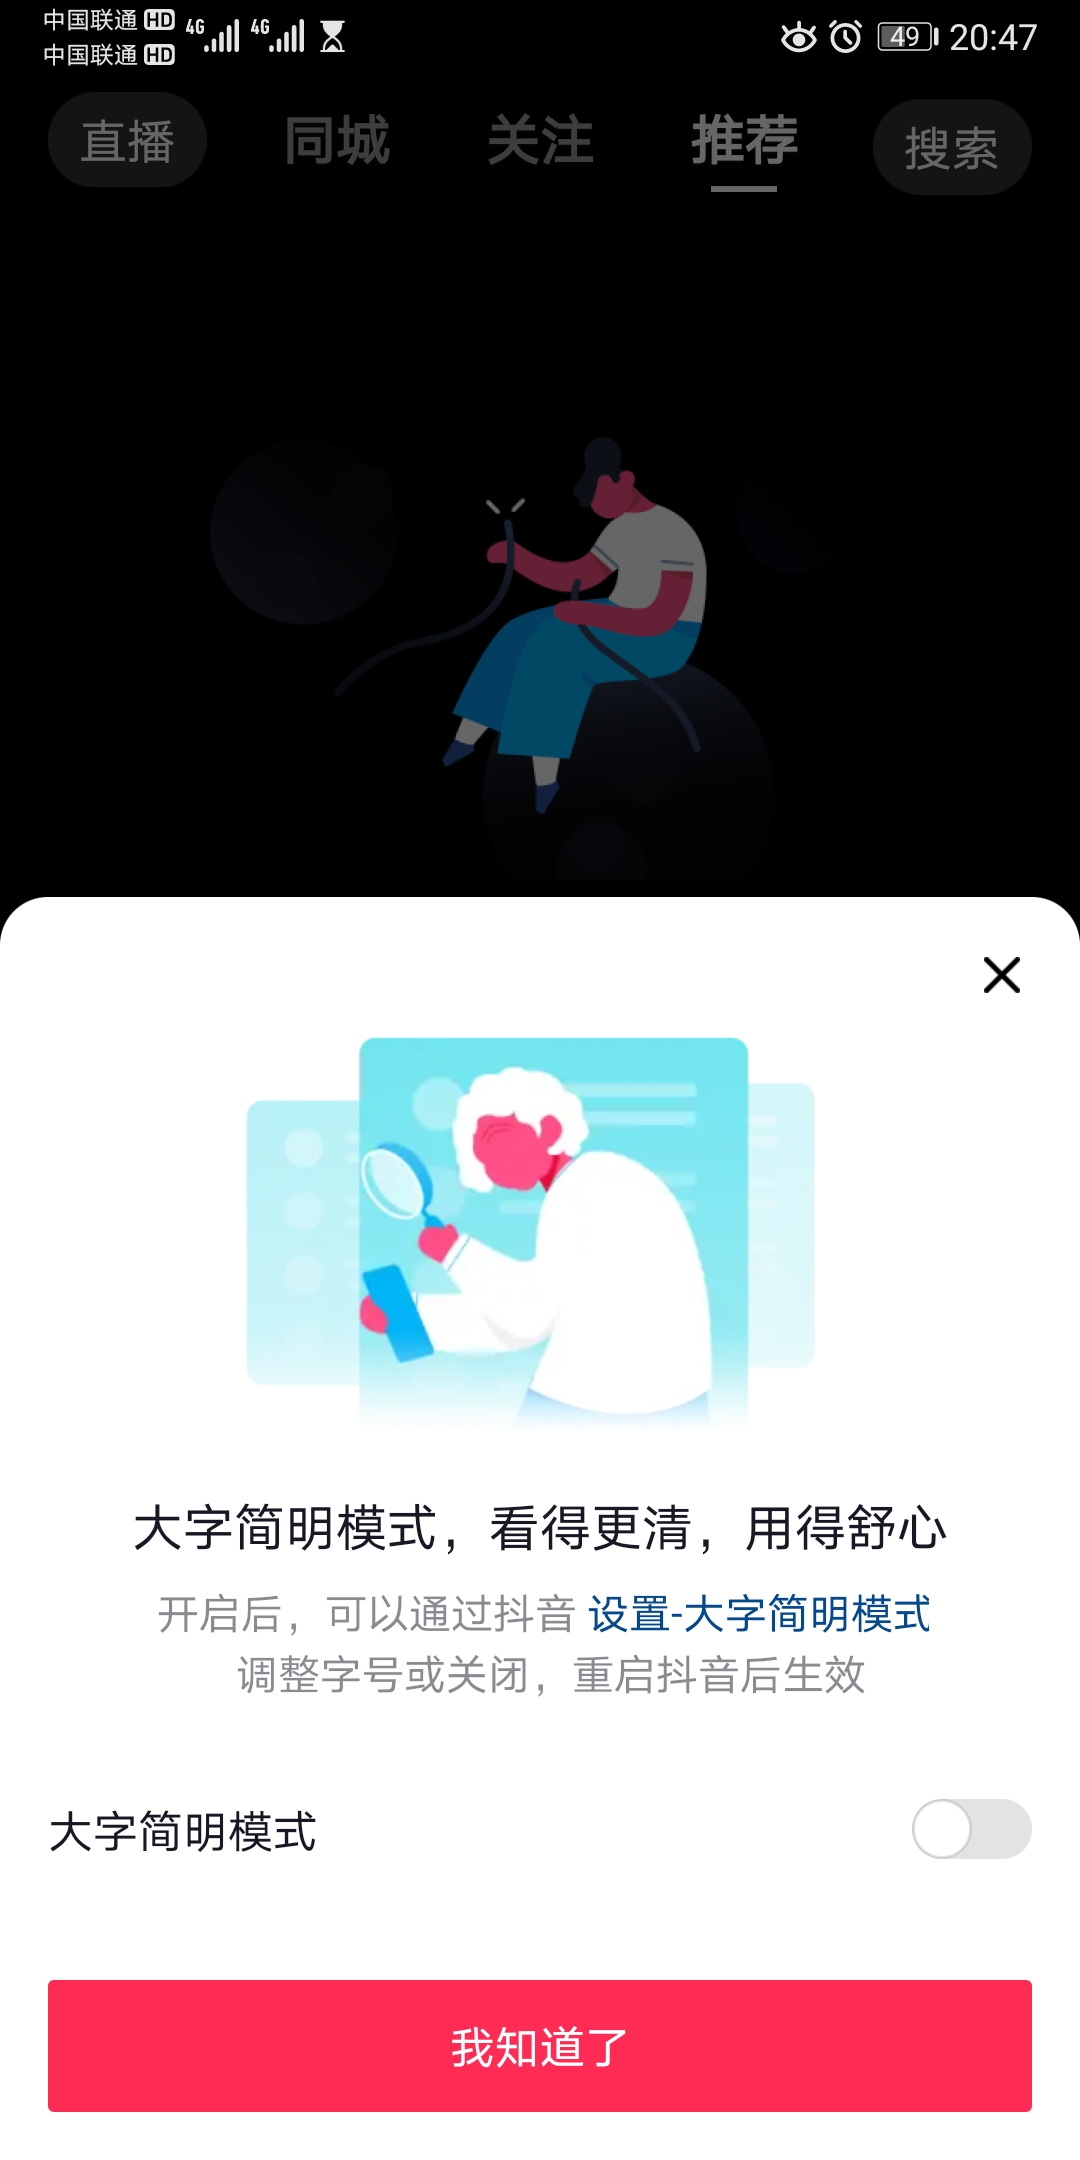 中国联通 HD 4G 4G 49 20:47
中国联通 HD
直播 同城 关注 推荐 搜索
大字简明模式，看得更清，用得舒心
开启后，可以通过抖音 设置-大字简明模式
调整字号或关闭，重启抖音后生效
大字简明模式
我知道了